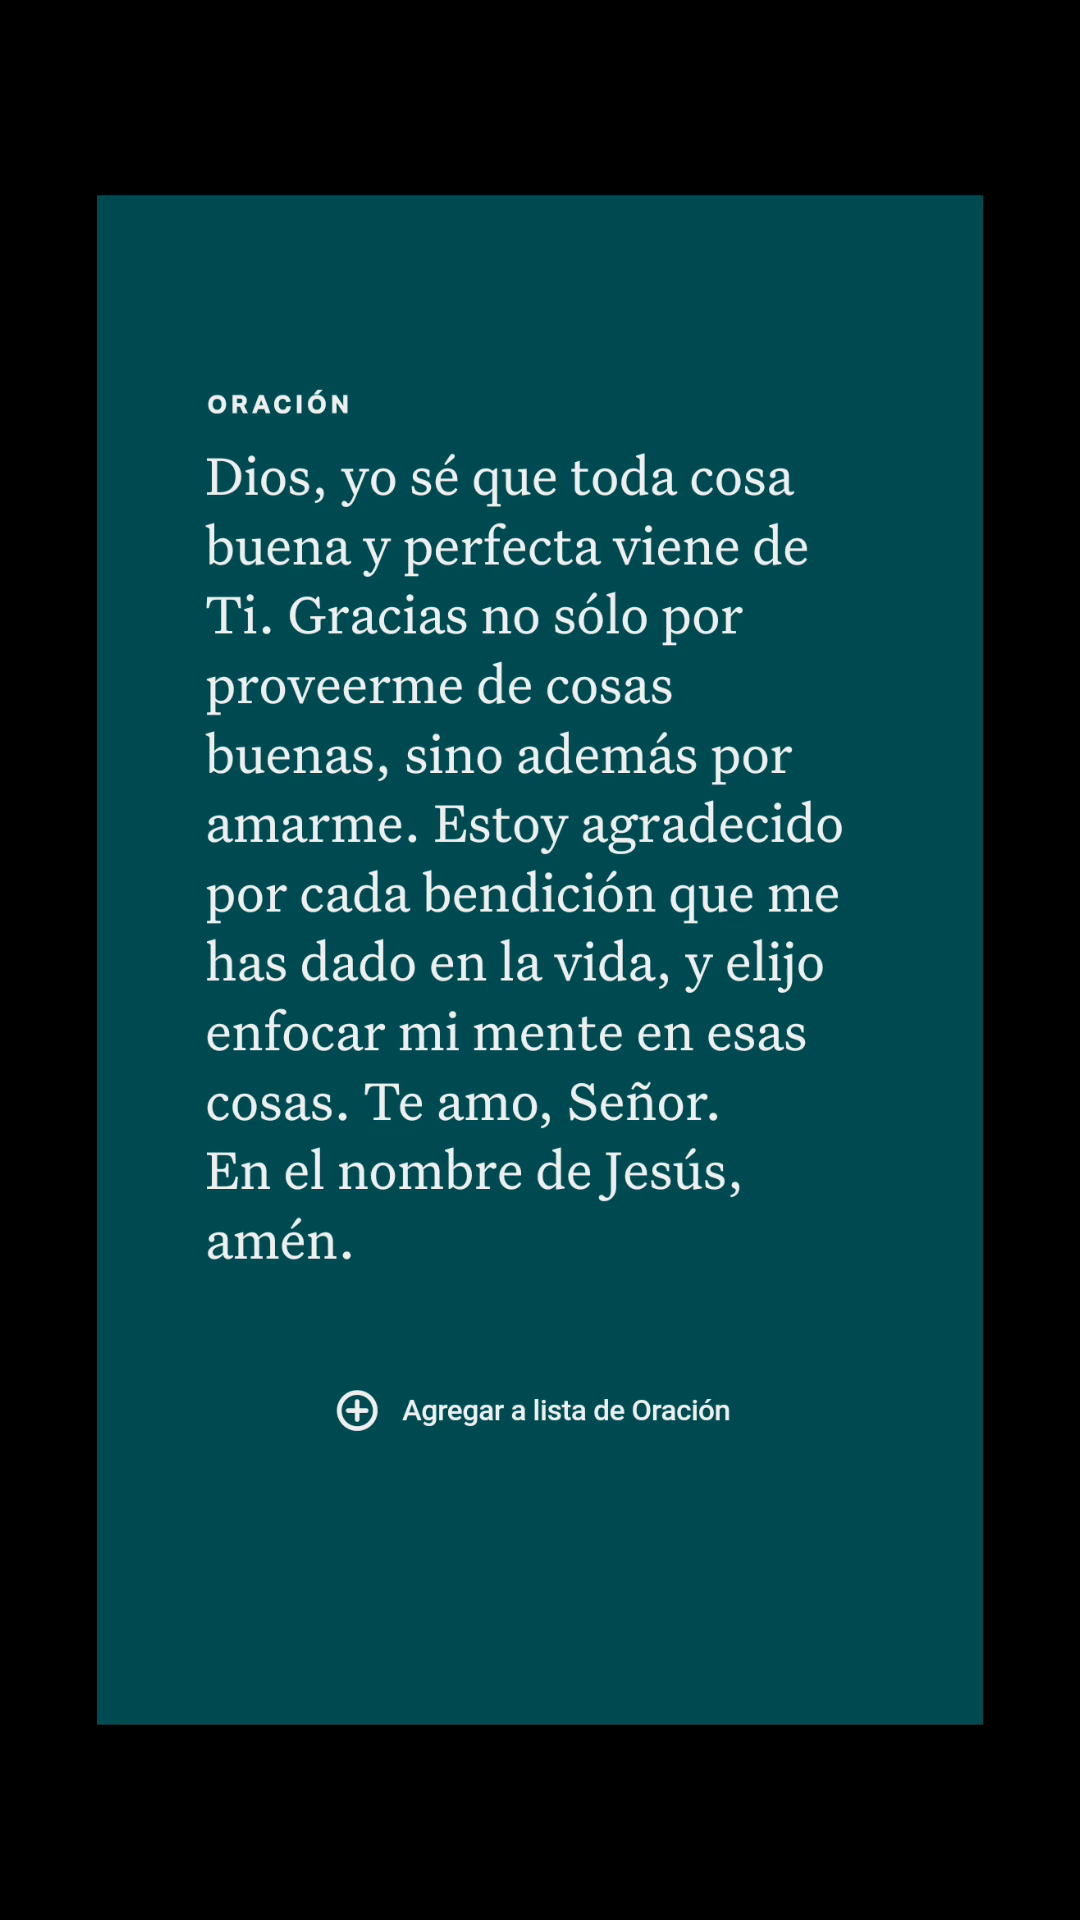 ORACIÓN
Dios, yo sé que toda cosa
buena y perfecta viene de
Ti. Gracias no sólo por
proveerme de cosas
buenas, sino además por
amarme. Estoy agradecido
por cada bendición que me
has dado en la vida, y elijo
enfocar mi mente en esas
cosas. Te amo, Señor.
En el nombre de Jesús,
amén.
Agregar a lista de Oración